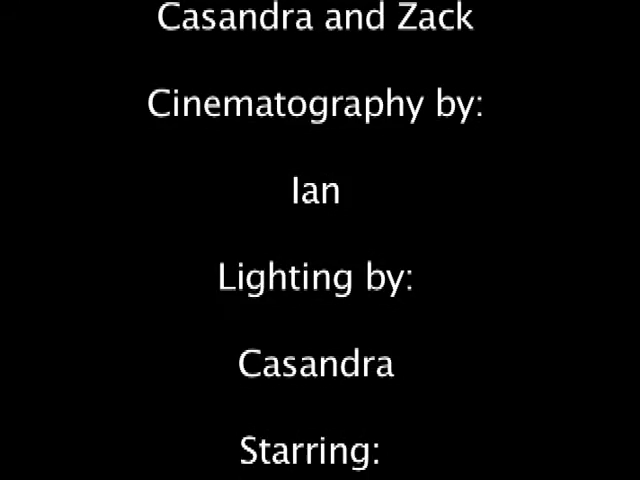 Casandra and Zack
Cinematography by:
Ian
Lighting by:
Casandra
Starring: